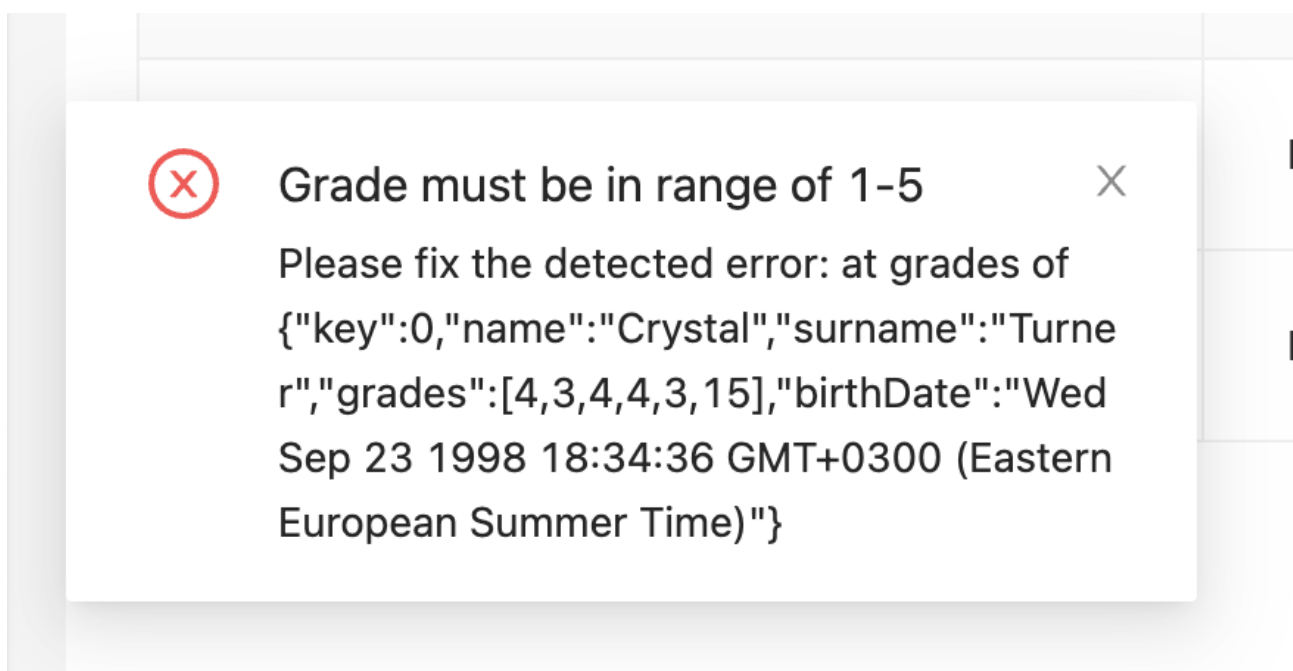 Grade must be in range of 1-5
Please fix the detected error: at grades of
{"key":0,"name":"Crystal","surname":"Turne
r","grades":[4,3,4,4,3,15],"birthDate":"Wed
Sep 23 1998 18:34:36 GMT+0300 (Eastern
European Summer Time)"}